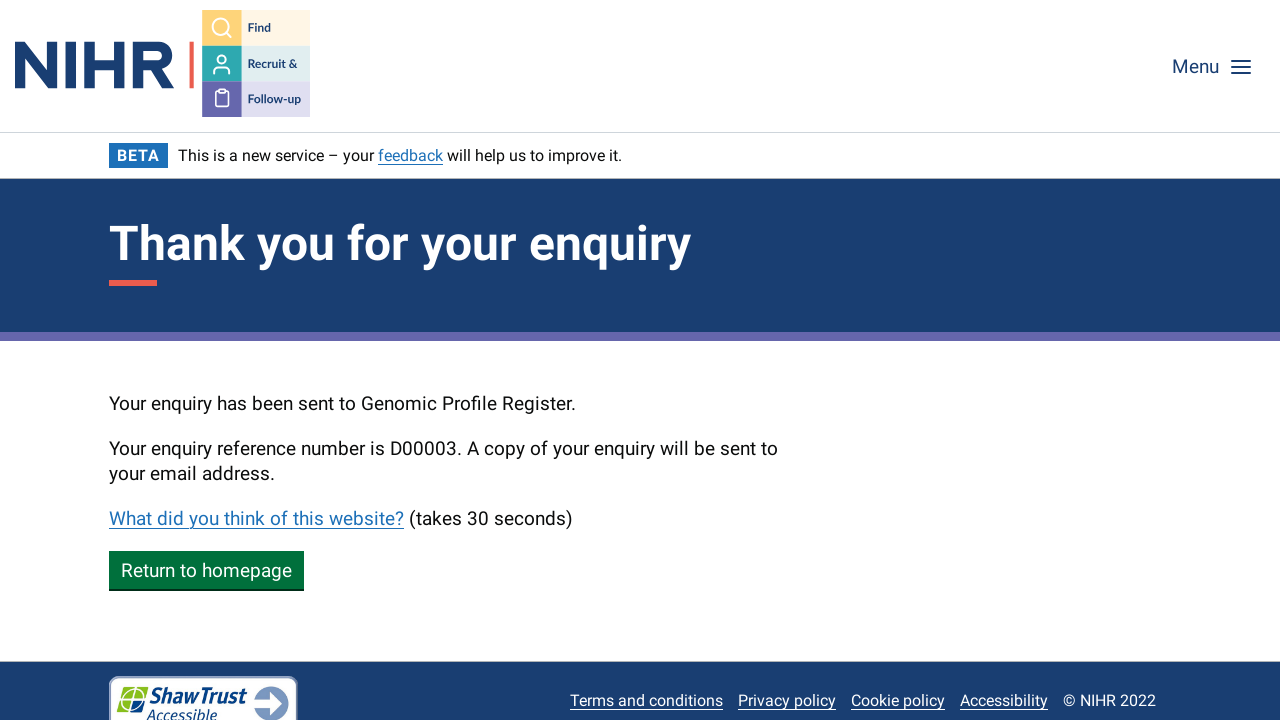 NIHR
Find
Recruit &
Follow-up
Menu
BETA This is a new service – your feedback will help us to improve it.
Thank you for your enquiry
Your enquiry has been sent to Genomic Profile Register.
Your enquiry reference number is D00003. A copy of your enquiry will be sent to
your email address.
What did you think of this website? (takes 30 seconds)
Return to homepage
Shaw Trust
Accessible
Terms and conditions Privacy policy Cookie policy Accessibility © NIHR 2022